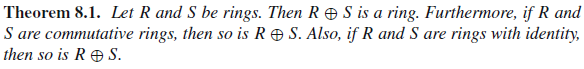 Theorem 8.1. Let R and S be rings. Then R ⊕ S is a ring. Furthermore, if R and
S are commutative rings, then so is R ⊕ S. Also, if R and S are rings with identity,
then so is R ⊕ S.